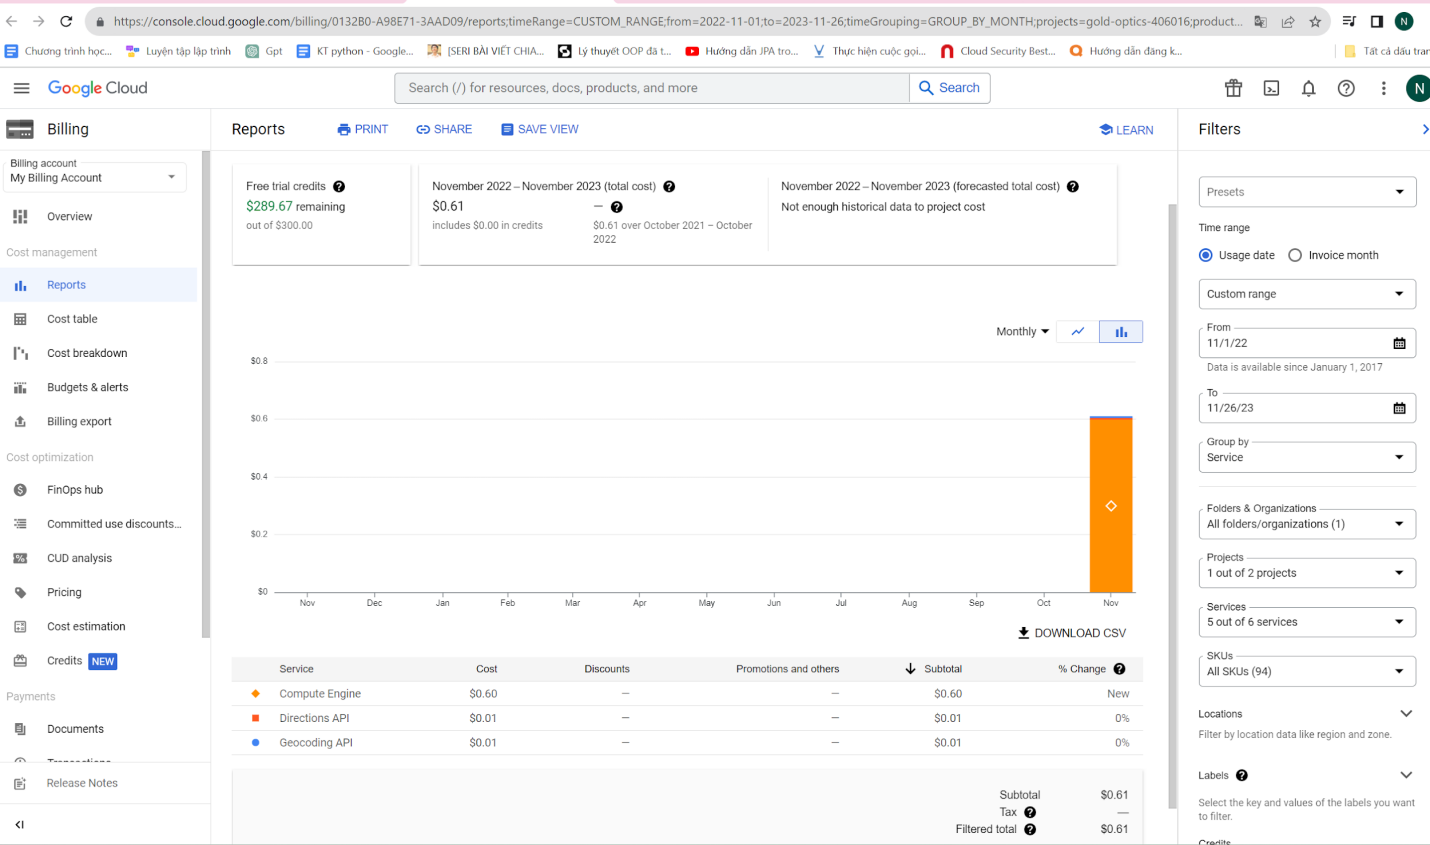 https://console.cloud.google.com/billing/0132B0-A98E71-3AAD09/reports;timeRange=CUSTOM_RANGE;from=2022-11-01;to=2023-11-26;timeGrouping=GROUP_BY_MONTH;projects=gold-optics-406016;product...
N
Chương trình học...
Luyện tập lập trình
Gpt
KT python - Google...
[SERI BÀI VIẾT CHIA...
Lý thuyết OOP đã t...
Hướng dẫn JPA tro...
Thực hiện cuộc gọi...
Cloud Security Best...
Hướng dẫn đăng k...
Tất cả dấu tran
Google Cloud
Search (/) for resources, docs, products, and more
Search
N
Billing
Billing account
My Billing Account
Overview
Cost management
Reports
Cost table
Cost breakdown
Budgets & alerts
Billing export
Cost optimization
FinOps hub
Committed use discounts...
CUD analysis
Pricing
Cost estimation
Credits NEW
Payments
Documents
Transactions
Release Notes
Reports
PRINT
SHARE
SAVE VIEW
LEARN
Free trial credits
$289.67 remaining
out of $300.00
November 2022 – November 2023 (total cost)
$0.61
includes $0.00 in credits
—
$0.61 over October 2021 – October
2022
November 2022 – November 2023 (forecasted total cost)
Not enough historical data to project cost
Monthly
$0.8
$0.6
$0.4
$0.2
$0
Nov Dec Jan Feb Mar Apr May Jun Jul Aug Sep Oct Nov
DOWNLOAD CSV
Service Cost Discounts Promotions and others Subtotal % Change
Compute Engine $0.60 — — $0.60 New
Directions API $0.01 — — $0.01 0%
Geocoding API $0.01 — — $0.01 0%
Subtotal $0.61
Tax —
Filtered total $0.61
Filters
Presets
Time range
Usage date
Invoice month
Custom range
From
11/1/22
Data is available since January 1, 2017
To
11/26/23
Group by
Service
Folders & Organizations
All folders/organizations (1)
Projects
1 out of 2 projects
Services
5 out of 6 services
SKUs
All SKUs (94)
Locations
Filter by location data like region and zone.
Labels
Select the key and values of the labels you want
to filter.
Credits